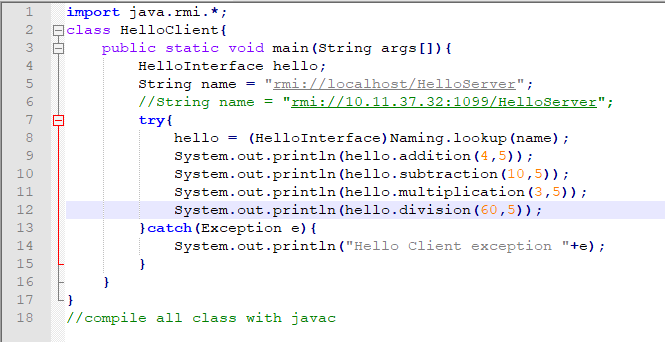 1 import java.rmi.*;
2 class HelloClient{
3     public static void main(String args[]){
4         HelloInterface hello;
5         String name = "rmi://localhost/HelloServer";
6         //String name = "rmi://10.11.37.32:1099/HelloServer";
7         try{
8             hello = (HelloInterface)Naming.lookup(name);
9             System.out.println(hello.addition(4,5));
10             System.out.println(hello.subtraction(10,5));
11             System.out.println(hello.multiplication(3,5));
12             System.out.println(hello.division(60,5));
13         }catch(Exception e){
14             System.out.println("Hello Client exception "+e);
15         }
16     }
17 }
18 //compile all class with javac